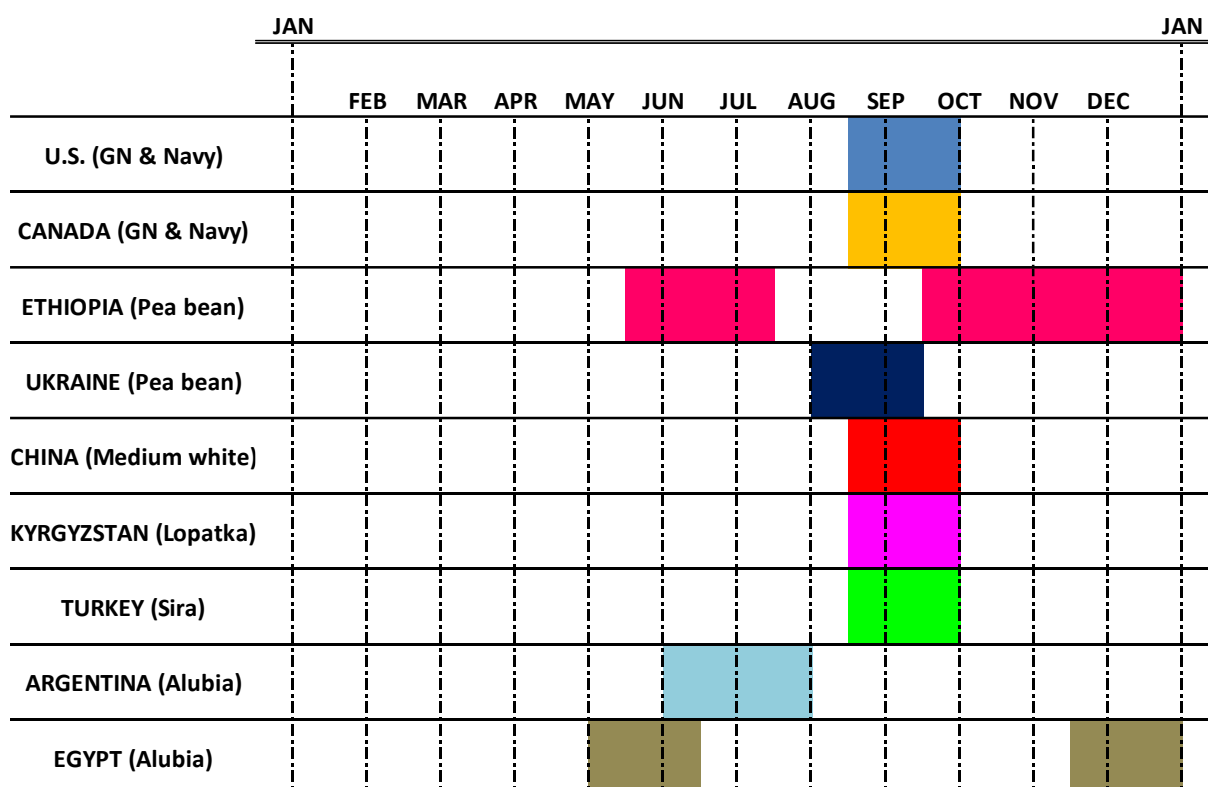 JAN JAN
FEB MAR APR MAY JUN JUL AUG SEP OCT NOV DEC
U.S. (GN & Navy)
CANADA (GN & Navy)
ETHIOPIA (Pea bean)
UKRAINE (Pea bean)
CHINA (Medium white)
KYRGYZSTAN (Lopatka)
TURKEY (Sira)
ARGENTINA (Alubia)
EGYPT (Alubia)